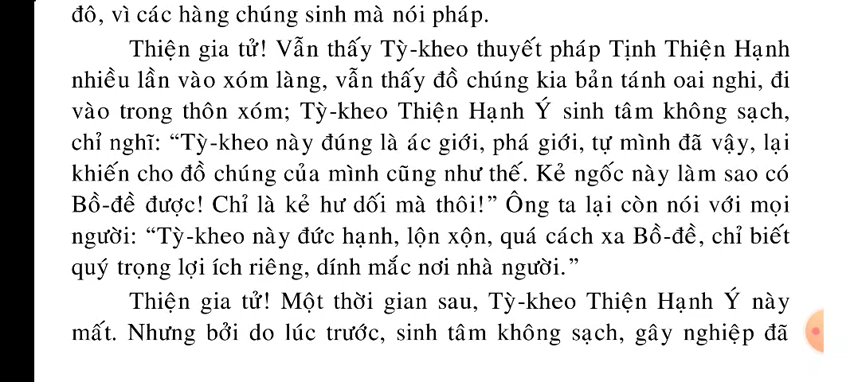 đô, vì các hàng chúng sinh mà nói pháp.
Thiện gia tử! Vẫn thấy Tỳ-kheo thuyết pháp Tịnh Thiện Hạnh
nhiều lần vào xóm làng, vẫn thấy đồ chúng kia bản tánh oai nghi, đi
vào trong thôn xóm; Tỳ-kheo Thiện Hạnh Ý sinh tâm không sạch,
chỉ nghĩ: “Tỳ-kheo này đúng là ác giới, phá giới, tự mình đã vậy, lại
khiến cho đồ chúng của mình cũng như thế. Kẻ ngốc này làm sao có
Bồ-đề được! Chỉ là kẻ hư dối mà thôi!” Ông ta lại còn nói với mọi
người: “Tỳ-kheo này đức hạnh, lộn xộn, quá cách xa Bồ-đề, chỉ biết
quý trọng lợi ích riêng, dính mắc nơi nhà người.”
Thiện gia tử! Một thời gian sau, Tỳ-kheo Thiện Hạnh Ý này
mất. Nhưng bởi do lúc trước, sinh tâm không sạch, gây nghiệp đã